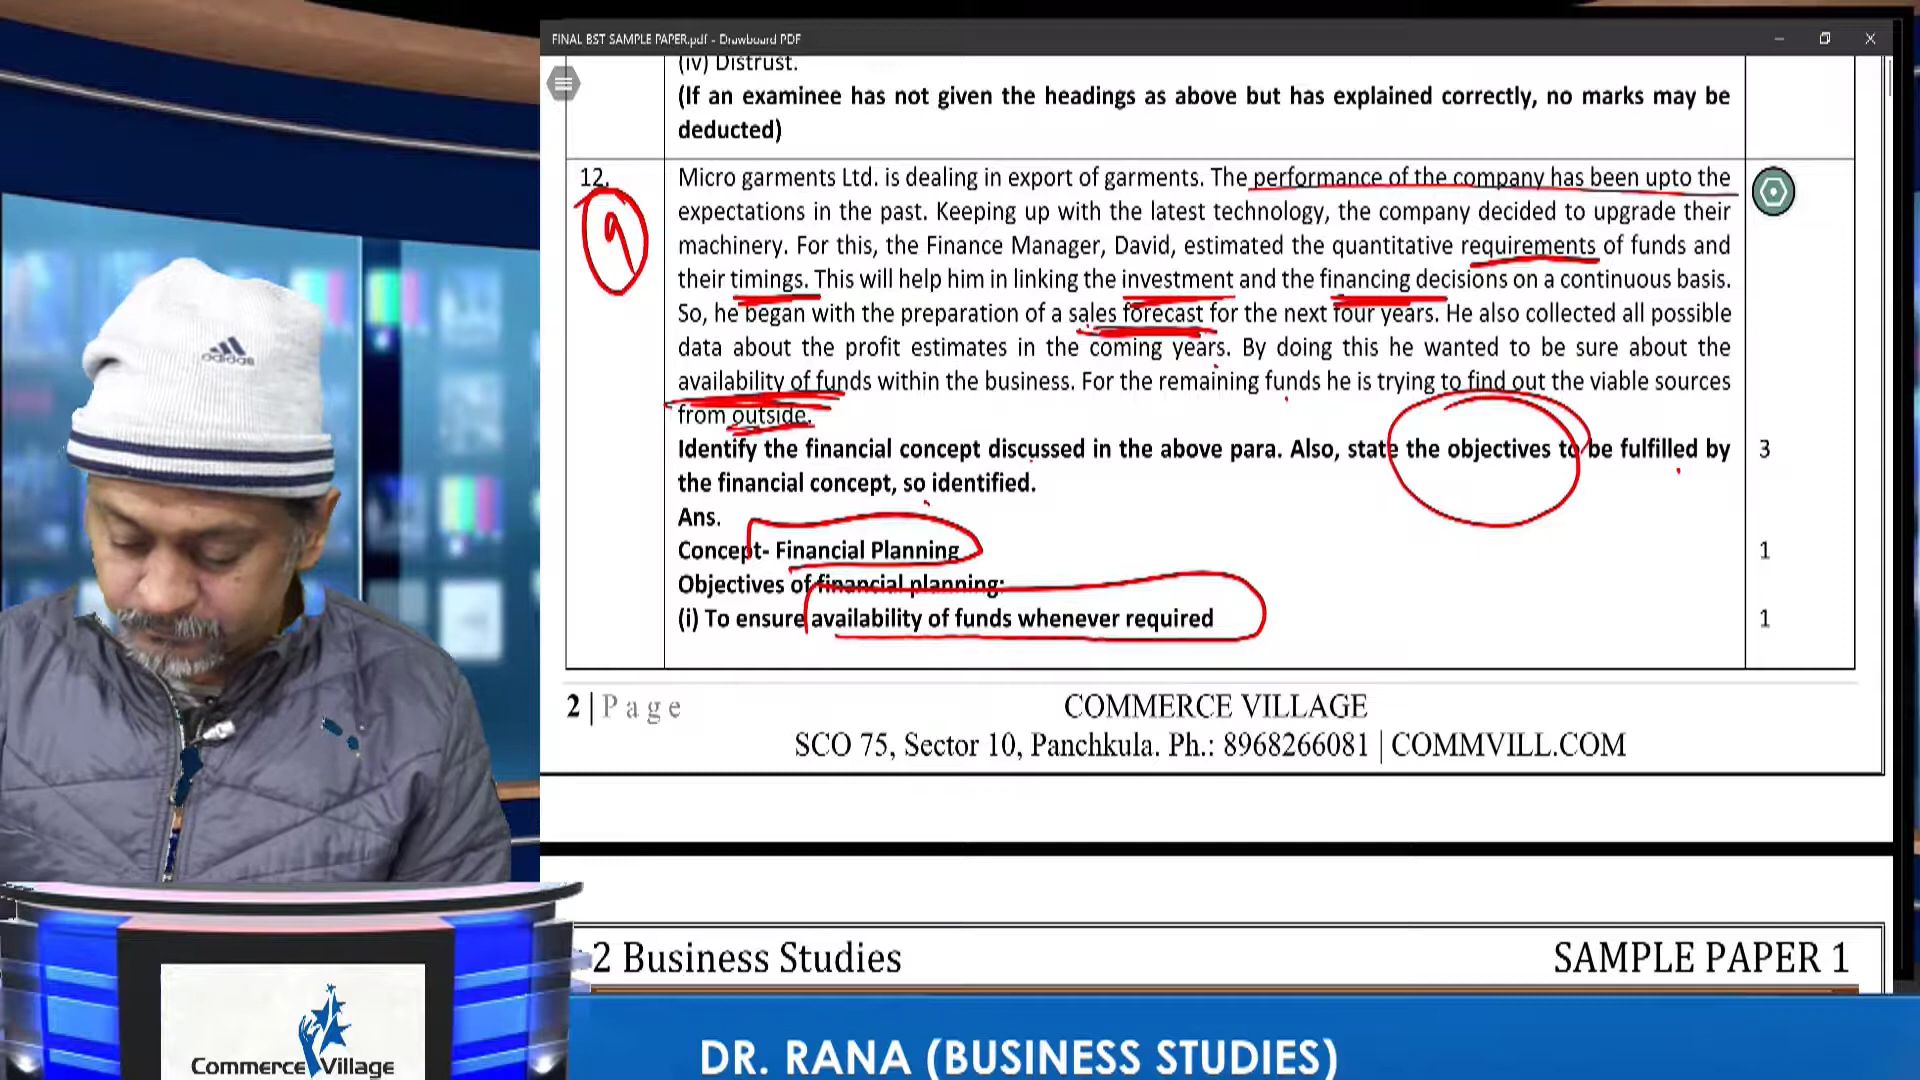 FINAL BST SAMPLE PAPER.pdf - Drawboard PDF
(iv) Distrust.
(If an examinee has not given the headings as above but has explained correctly, no marks may be
deducted)
12.
9
Micro garments Ltd. is dealing in export of garments. The performance of the company has been upto the
expectations in the past. Keeping up with the latest technology, the company decided to upgrade their
machinery. For this, the Finance Manager, David, estimated the quantitative requirements of funds and
their timings. This will help him in linking the investment and the financing decisions on a continuous basis.
So, he began with the preparation of a sales forecast for the next four years. He also collected all possible
data about the profit estimates in the coming years. By doing this he wanted to be sure about the
availability of funds within the business. For the remaining funds he is trying to find out the viable sources
from outside.
Identify the financial concept discussed in the above para. Also, state the objectives to be fulfilled by 3
the financial concept, so identified.
Ans.
Concept- Financial Planning 1
Objectives of financial planning:
(i) To ensure availability of funds whenever required 1
2 | Page COMMERCE VILLAGE
SCO 75, Sector 10, Panchkula. Ph.: 8968266081 | COMMVILL.COM
2 Business Studies SAMPLE PAPER 1
adidas
Commerce Village
DR. RANA (BUSINESS STUDIES)